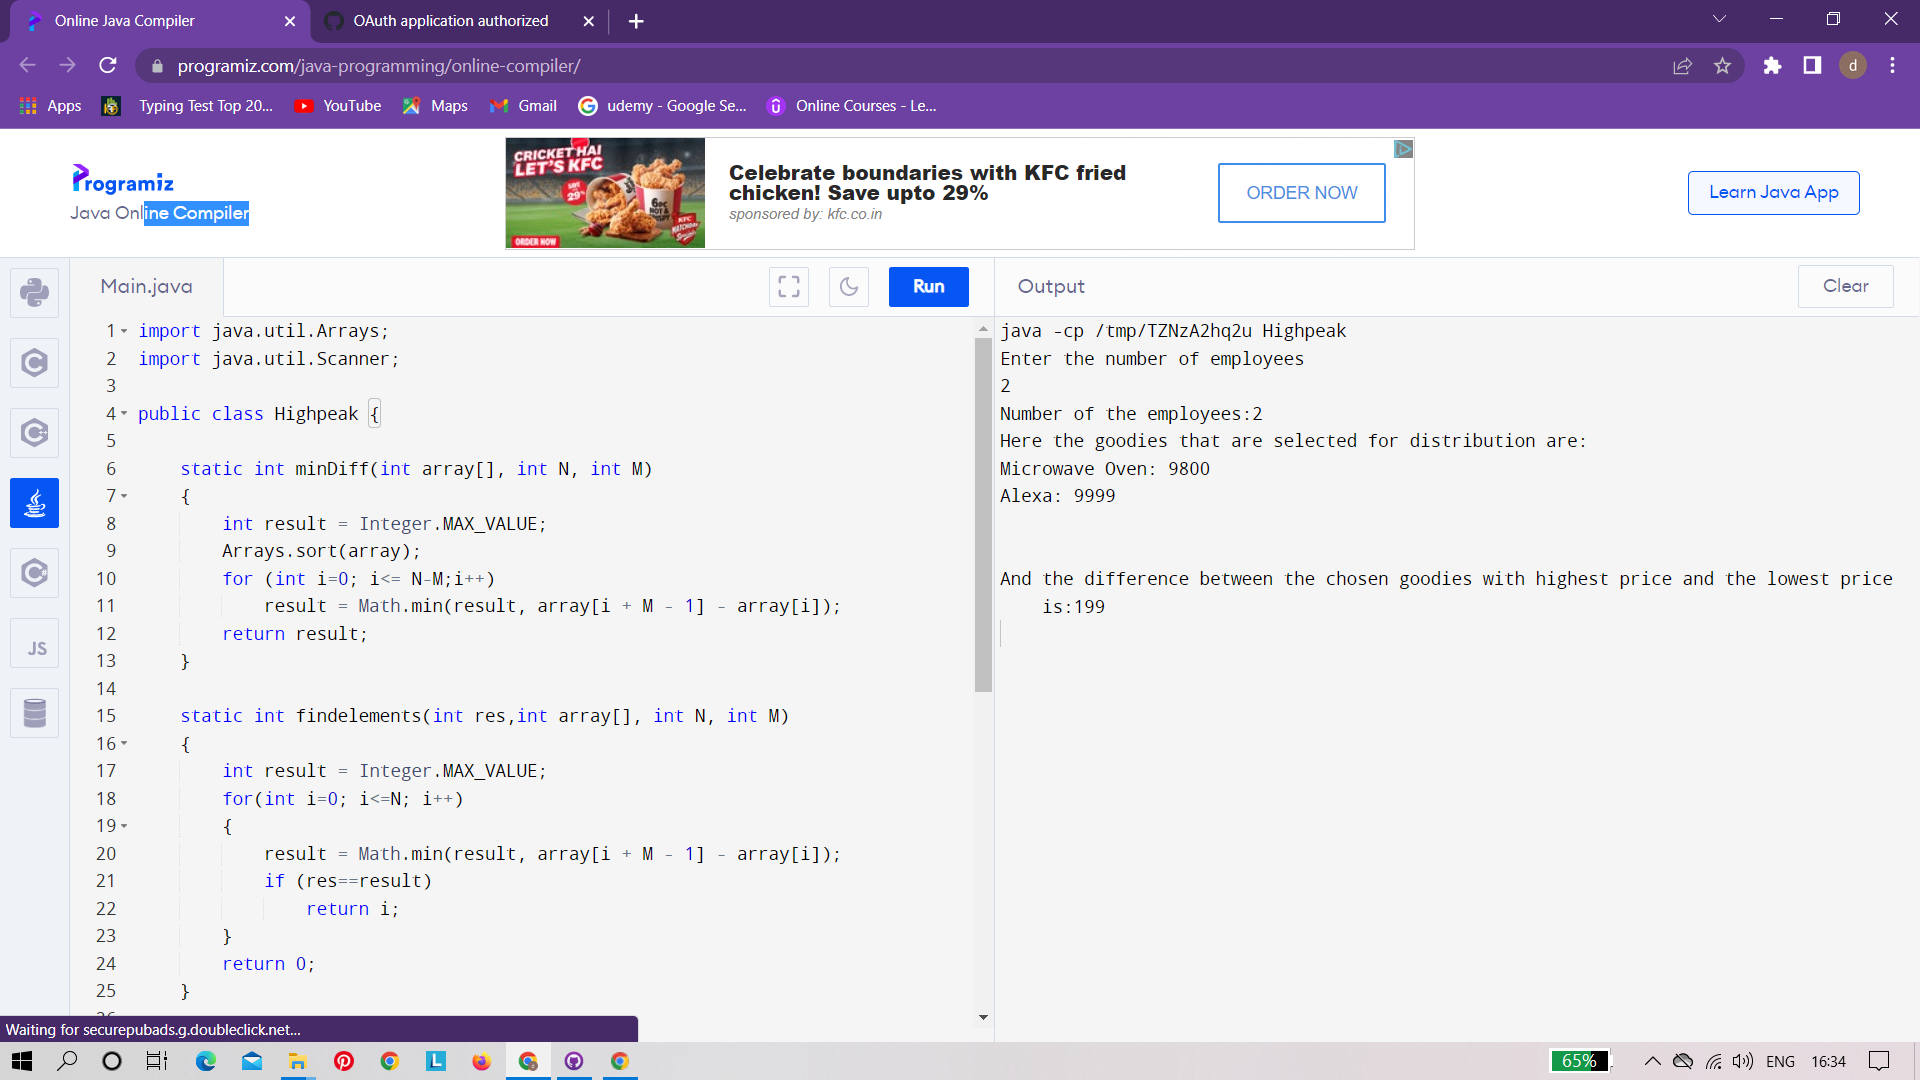 Online Java Compiler
OAuth application authorized
programiz.com/java-programming/online-compiler/
d
Apps
Typing Test Top 20...
YouTube
Maps
Gmail
udemy - Google Se...
Online Courses - Le...
Programiz
Java Online Compiler
CRICKET HAI
LET'S KFC
SAVE
29%
6PC
HOT &
KFC
ORDER NOW
Celebrate boundaries with KFC fried
chicken! Save upto 29%
sponsored by: kfc.co.in
ORDER NOW
Learn Java App
Main.java
Run
Output
Clear
1 import java.util.Arrays;
2 import java.util.Scanner;
3
4 public class Highpeak {
5
6 static int minDiff(int array[], int N, int M)
7 {
8 int result = Integer.MAX_VALUE;
9 Arrays.sort(array);
10 for (int i=0; i<= N-M;i++)
11 result = Math.min(result, array[i + M - 1] - array[i]);
12 return result;
13 }
14
15 static int findelements(int res,int array[], int N, int M)
16 {
17 int result = Integer.MAX_VALUE;
18 for(int i=0; i<=N; i++)
19 {
20 result = Math.min(result, array[i + M - 1] - array[i]);
21 if (res==result)
22 return i;
23 }
24 return 0;
25 }
java -cp /tmp/TZNzA2hq2u Highpeak
Enter the number of employees
2
Number of the employees:2
Here the goodies that are selected for distribution are:
Microwave Oven: 9800
Alexa: 9999
And the difference between the chosen goodies with highest price and the lowest price
is:199
JS
Waiting for securepubads.g.doubleclick.net...
L
65%
ENG
16:34